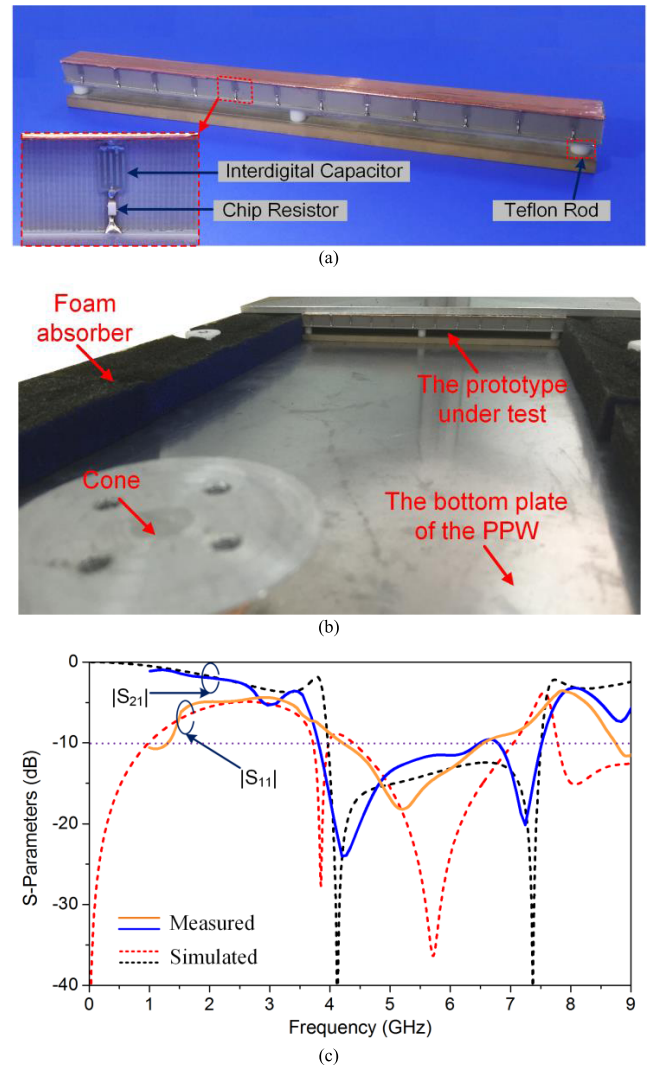 Interdigital Capacitor
Chip Resistor
Teflon Rod
(a)
Foam
absorber
The prototype
under test
Cone
The bottom plate
of the PPW
(b)
0
-10
-20
-30
-40
S-Parameters (dB)
|S21|
|S11|
Measured
Simulated
0 1 2 3 4 5 6 7 8 9
Frequency (GHz)
(c)